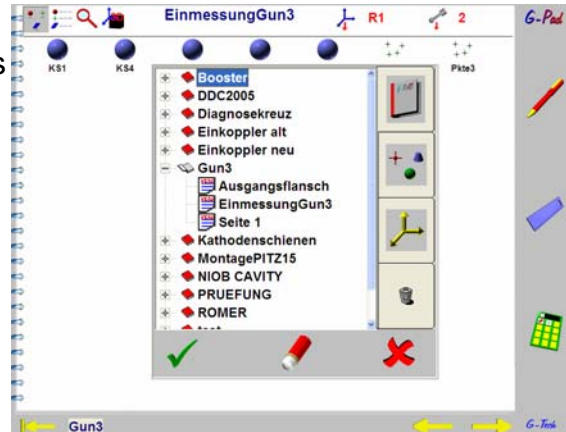 EinmessungGun3 R1 2 G-Pad
s
KS1 KS4 Pkte3
Booster
DDC2005
Diagnosekreuz
Einkoppler alt
Einkoppler neu
Gun3
Ausgangsflansch
EinmessungGun3
Seite 1
Kathodenschienen
MontagePITZ15
NIOB CAVITY
PRUEFUNG
ROMER
Gun3 G-Tech